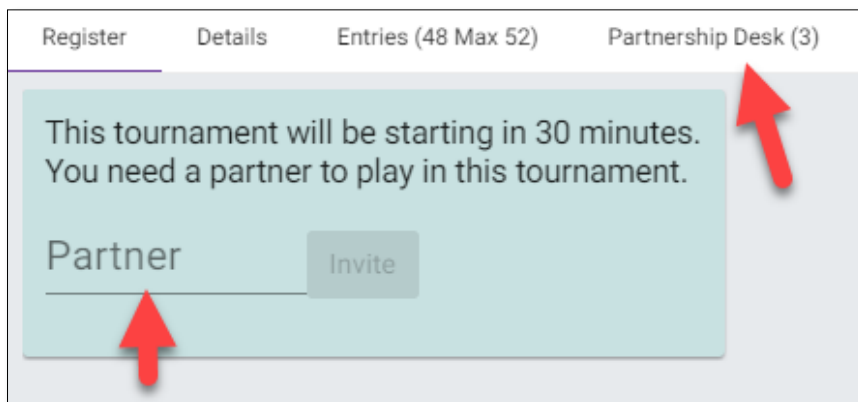 Register Details Entries (48 Max 52) Partnership Desk (3)
This tournament will be starting in 30 minutes.
You need a partner to play in this tournament.
Partner Invite